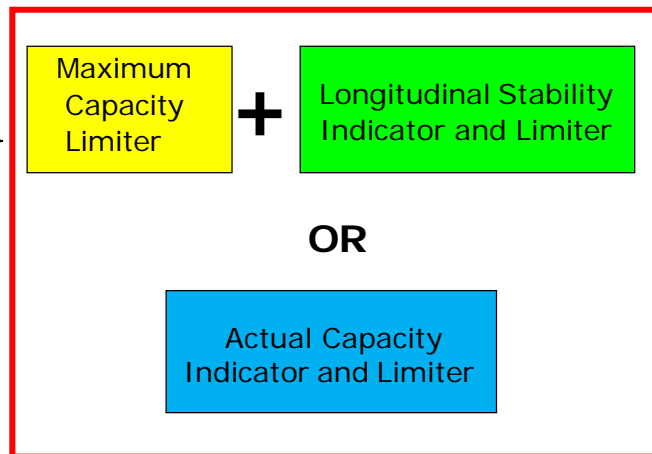 Maximum
Capacity
Limiter
+
Longitudinal Stability
Indicator and Limiter
OR
Actual Capacity
Indicator and Limiter